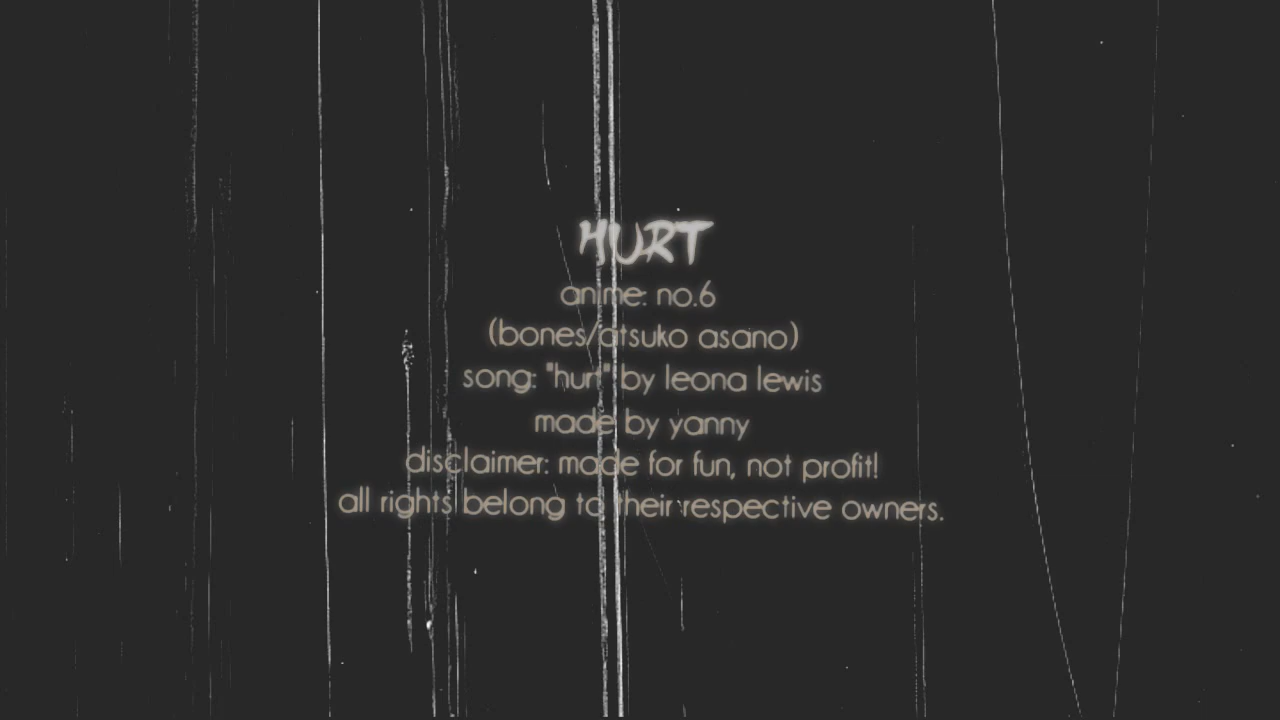 HURT
anime: no.6
(bones/atsuko asano)
song: "hurt" by leona lewis
made by yanny
disclaimer: made for fun, not profit!
all rights belong to their respective owners.